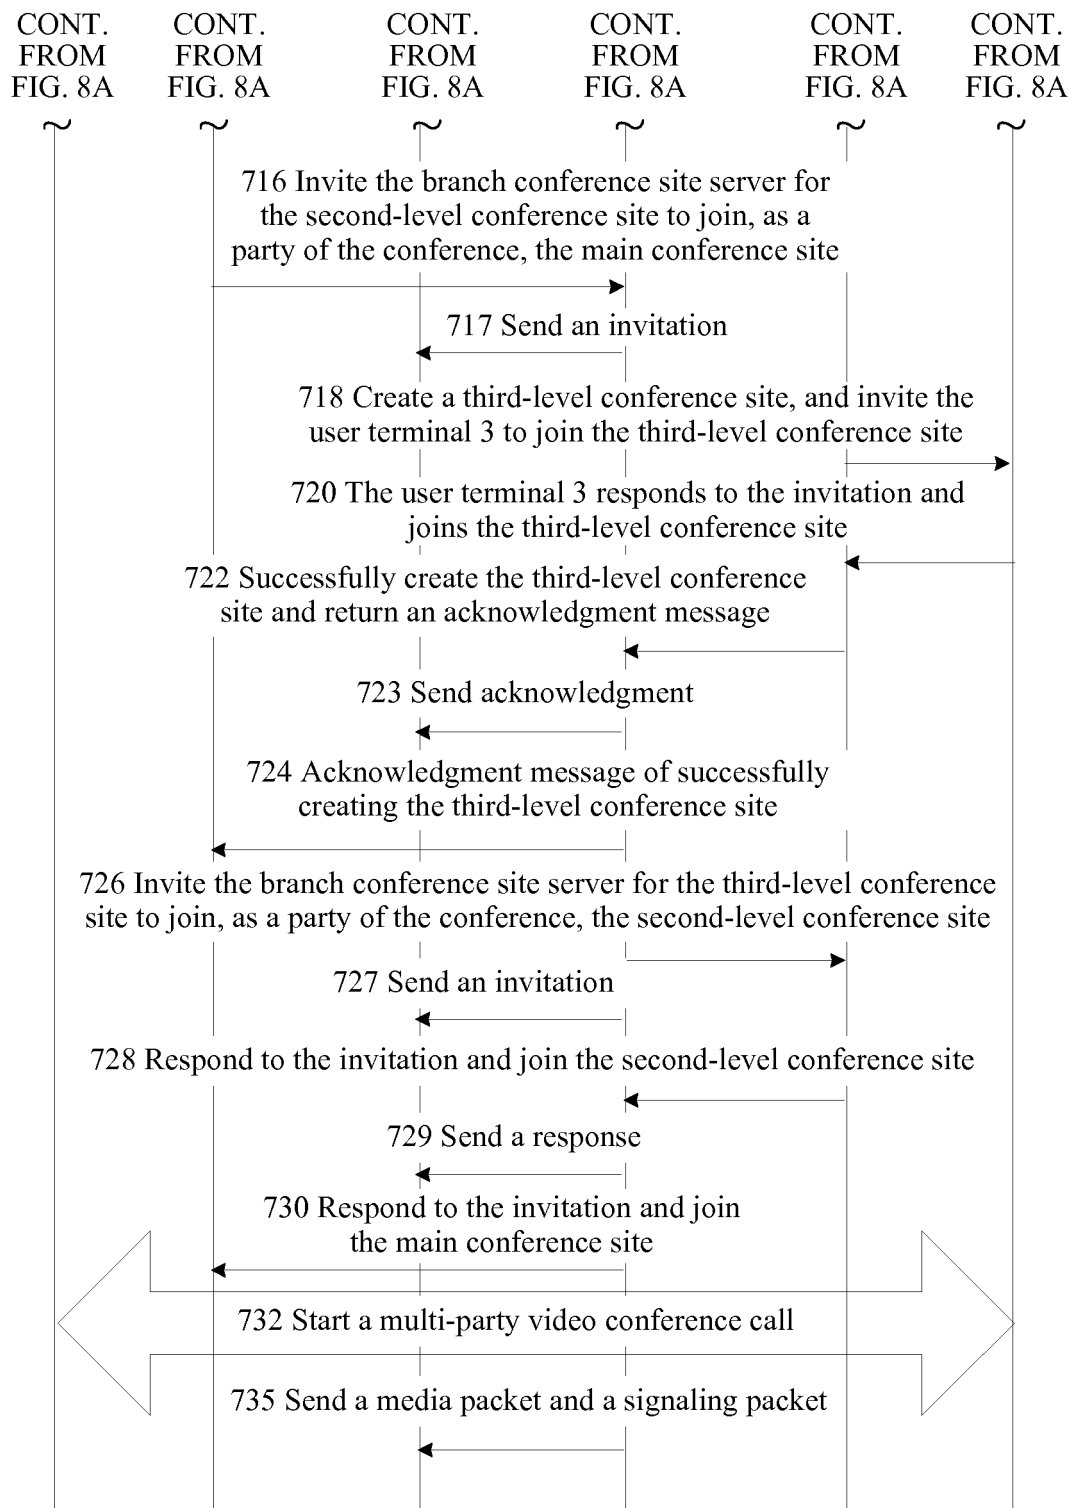 CONT. FROM FIG. 8A
CONT. FROM FIG. 8A
CONT. FROM FIG. 8A
CONT. FROM FIG. 8A
CONT. FROM FIG. 8A
CONT. FROM FIG. 8A
716 Invite the branch conference site server for
the second-level conference site to join, as a
party of the conference, the main conference site
717 Send an invitation
718 Create a third-level conference site, and invite the
user terminal 3 to join the third-level conference site
720 The user terminal 3 responds to the invitation and
joins the third-level conference site
722 Successfully create the third-level conference
site and return an acknowledgment message
723 Send acknowledgment
724 Acknowledgment message of successfully
creating the third-level conference site
726 Invite the branch conference site server for the third-level conference
site to join, as a party of the conference, the second-level conference site
727 Send an invitation
728 Respond to the invitation and join the second-level conference site
729 Send a response
730 Respond to the invitation and join
the main conference site
732 Start a multi-party video conference call
735 Send a media packet and a signaling packet